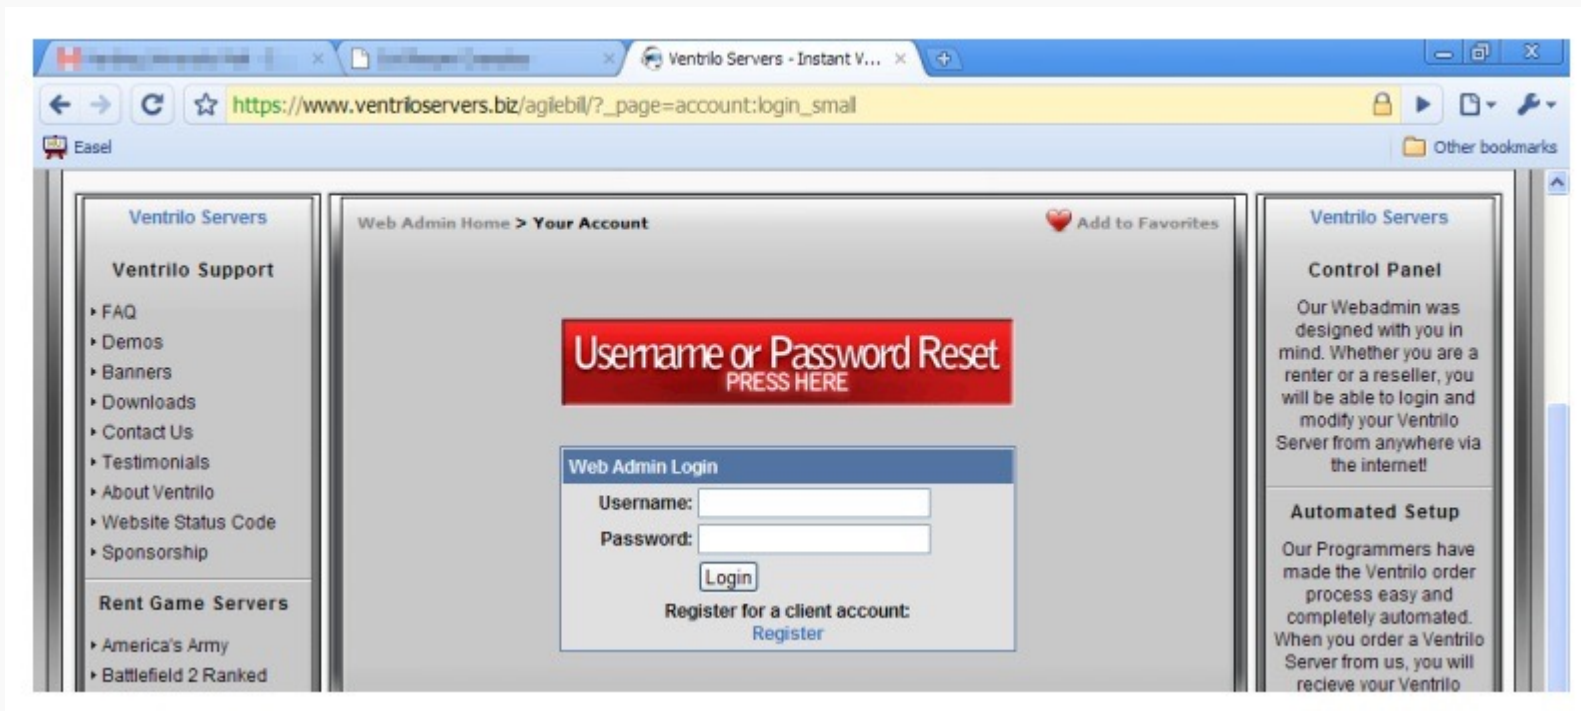 Ventrilo Servers - Instant V...
https://www.ventriloservers.biz/agilebill/?_page=account:login_small
Easel
Other bookmarks
Ventrilo Servers
Ventrilo Support
FAQ
Demos
Banners
Downloads
Contact Us
Testimonials
About Ventrilo
Website Status Code
Sponsorship
Rent Game Servers
America's Army
Battlefield 2 Ranked
Web Admin Home > Your Account
Add to Favorites
Username or Password Reset
PRESS HERE
Web Admin Login
Username:
Password:
Login
Register for a client account:
Register
Ventrilo Servers
Control Panel
Our Webadmin was
designed with you in
mind. Whether you are a
renter or a reseller, you
will be able to login and
modify your Ventrilo
Server from anywhere via
the internet!
Automated Setup
Our Programmers have
made the Ventrilo order
process easy and
completely automated.
When you order a Ventrilo
Server from us, you will
recieve your Ventrilo